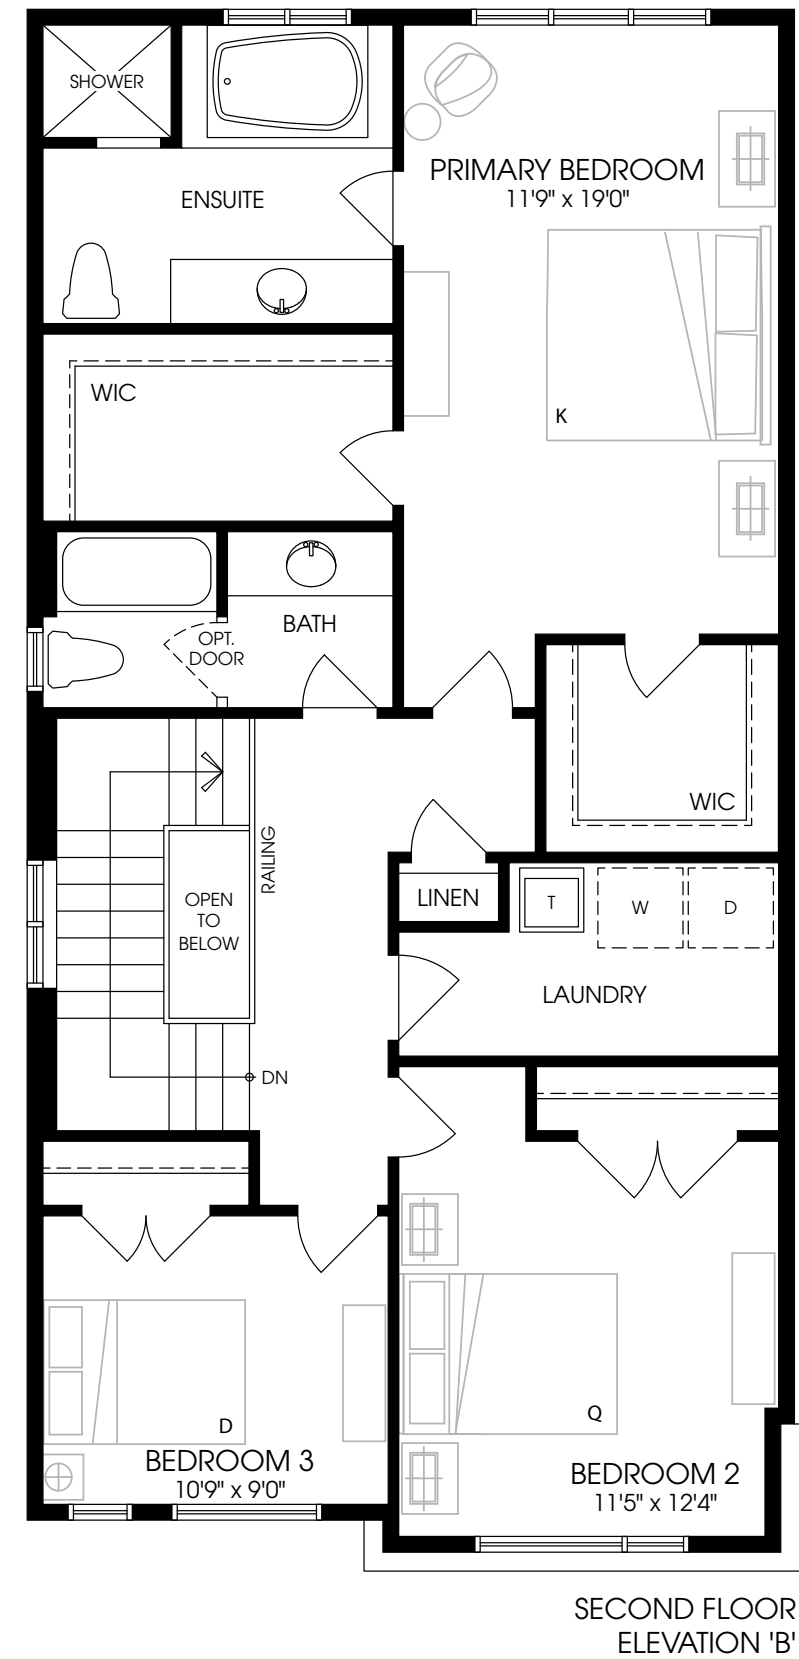 SHOWER
PRIMARY BEDROOM
11'9" x 19'0"
ENSUITE
WIC
K
BATH
OPT.
DOOR
WIC
RAILING
LINEN
T
W
D
OPEN
TO
BELOW
LAUNDRY
DN
D
Q
BEDROOM 3
10'9" x 9'0"
BEDROOM 2
11'5" x 12'4"
SECOND FLOOR
ELEVATION 'B'